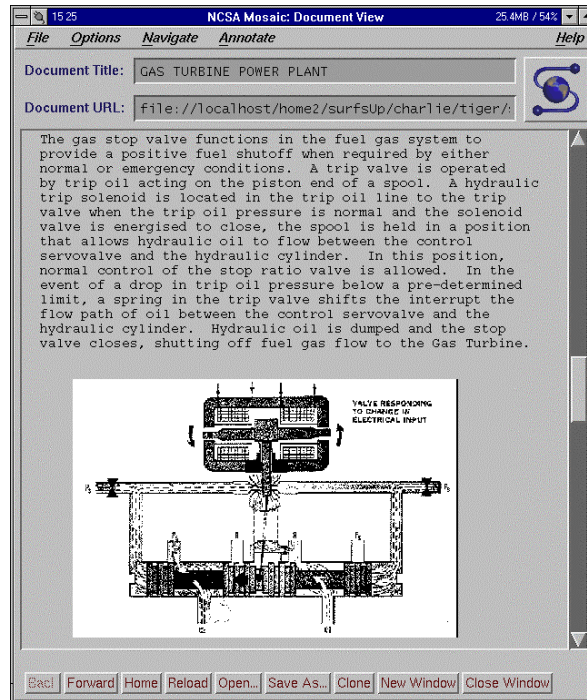 15 25 NCSA Mosaic: Document View 25.4MB / 54%
File Options Navigate Annotate Help
Document Title: GAS TURBINE POWER PLANT
Document URL: file://localhost/home2/surfsUp/charlie/tiger/
The gas stop valve functions in the fuel gas system to
provide a positive fuel shutoff when required by either
normal or emergency conditions. A trip valve is operated
by trip oil acting on the piston end of a spool. A hydraulic
trip solenoid is located in the trip oil line to the trip
valve when the trip oil pressure is normal and the solenoid
valve is energised to close, the spool is held in a position
that allows hydraulic oil to flow between the control
servovalve and the hydraulic cylinder. In this position,
normal control of the stop ratio valve is allowed. In the
event of a drop in trip oil pressure below a pre-determined
limit, a spring in the trip valve shifts the interrupt the
flow path of oil between the control servovalve and the
hydraulic cylinder. Hydraulic oil is dumped and the stop
valve closes, shutting off fuel gas flow to the Gas Turbine.
VALVE RESPONDING
TO CHANGE IN
ELECTRICAL INPUT
Back Forward Home Reload Open... Save As... Clone New Window Close Window